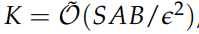 K = Õ(SAB/ϵ²),